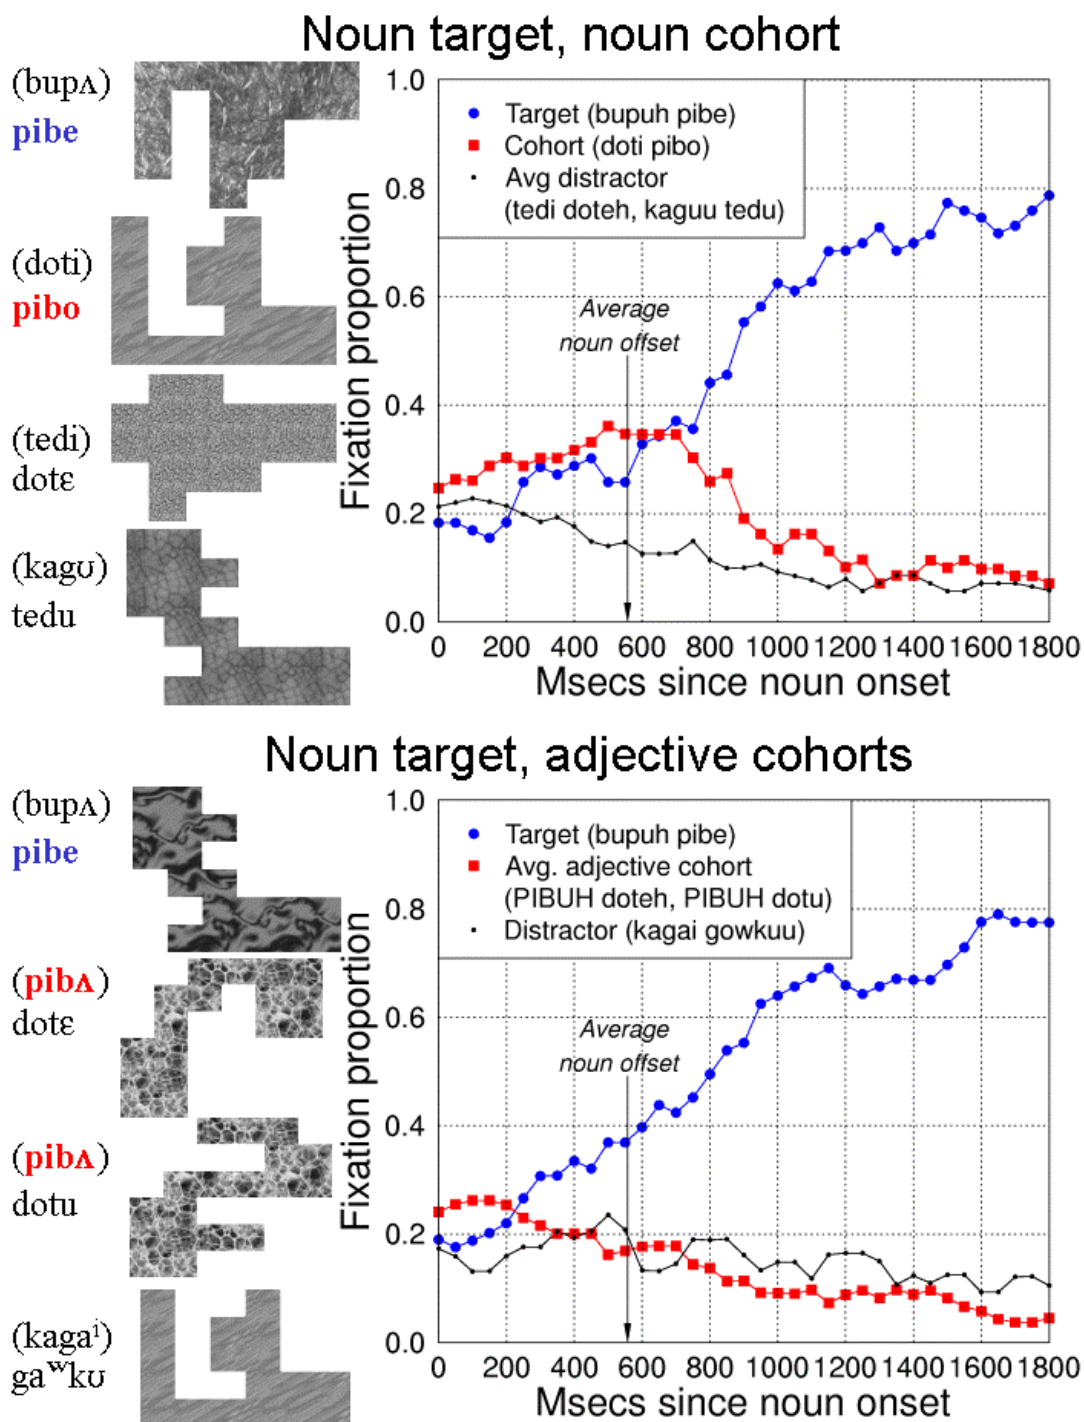 Noun target, noun cohort
(bupʌ)
pibe
(doti)
pibo
(tedi)
dotɛ
(kagʊ)
tedu
Fixation proportion
1.0
0.8
0.6
0.4
0.2
0.0
Target (bupuh pibe)
Cohort (doti pibo)
Avg distractor
(tedi doteh, kaguu tedu)
Average
noun offset
0 200 400 600 800 1000 1200 1400 1600 1800
Msecs since noun onset
Noun target, adjective cohorts
(bupʌ)
pibe
(pibʌ)
dotɛ
(pibʌ)
dotu
(kagaⁱ)
gaʷkʊ
Fixation proportion
1.0
0.8
0.6
0.4
0.2
0.0
Target (bupuh pibe)
Avg. adjective cohort
(PIBUH doteh, PIBUH dotu)
Distractor (kagai gowkuu)
Average
noun offset
0 200 400 600 800 1000 1200 1400 1600 1800
Msecs since noun onset